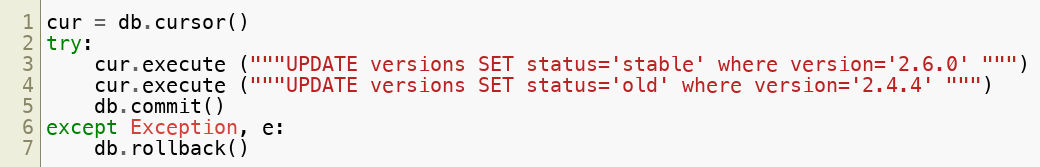 1 cur = db.cursor()
2 try:
3     cur.execute ("""UPDATE versions SET status='stable' where version='2.6.0' """)
4     cur.execute ("""UPDATE versions SET status='old' where version='2.4.4' """)
5     db.commit()
6 except Exception, e:
7     db.rollback()